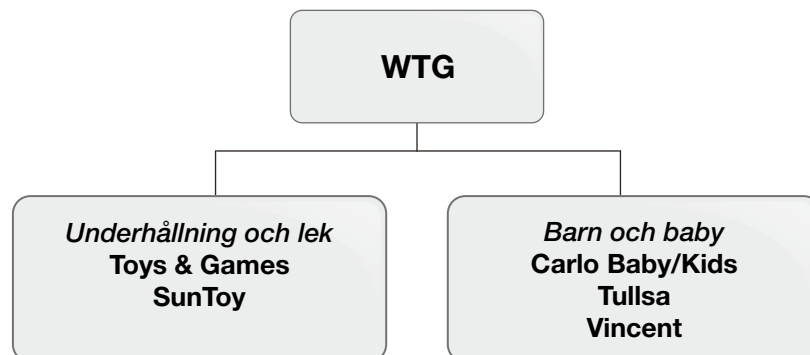 WTG
Underhållning och lek
Toys & Games
SunToy
Barn och baby
Carlo Baby/Kids
Tullsa
Vincent